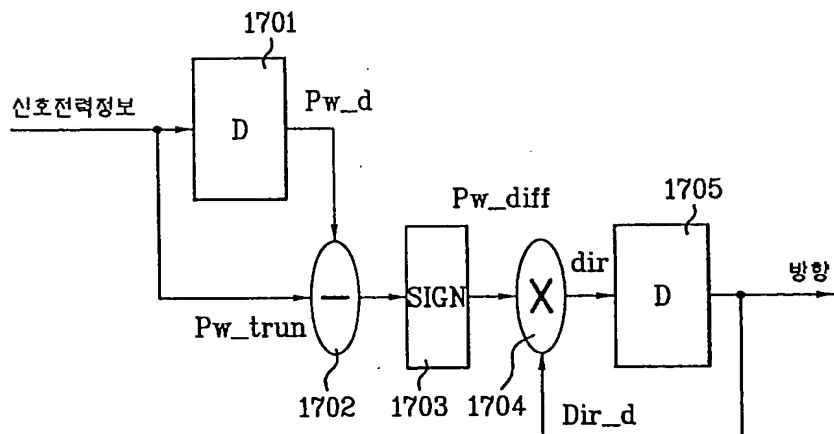 1701
신호전력정보
D
Pw_d
Pw_diff
1705
SIGN
X
dir
D
방향
Pw_trun
1702
1703
1704
Dir_d